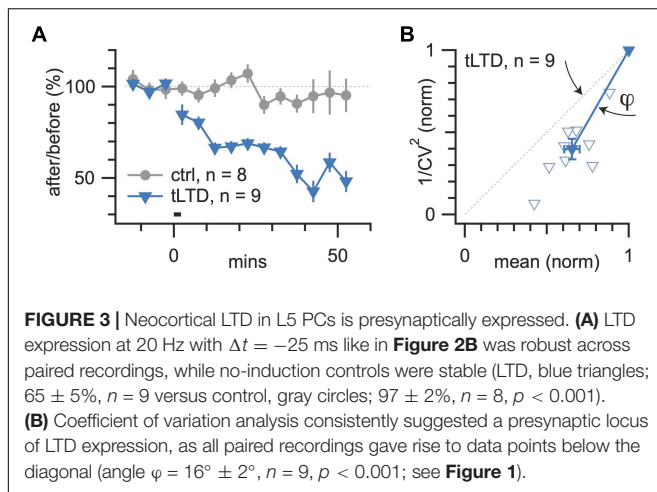 A
after/before (%)
100
50
ctrl, n = 8
tLTD, n = 9
0
50
mins
B
1/CV² (norm)
1
0
tLTD, n = 9
φ
0
1
mean (norm)
FIGURE 3 | Neocortical LTD in L5 PCs is presynaptically expressed. (A) LTD
expression at 20 Hz with Δt = −25 ms like in Figure 2B was robust across
paired recordings, while no-induction controls were stable (LTD, blue triangles;
65 ± 5%, n = 9 versus control, gray circles; 97 ± 2%, n = 8, p < 0.001).
(B) Coefficient of variation analysis consistently suggested a presynaptic locus
of LTD expression, as all paired recordings gave rise to data points below the
diagonal (angle φ = 16° ± 2°, n = 9, p < 0.001; see Figure 1).